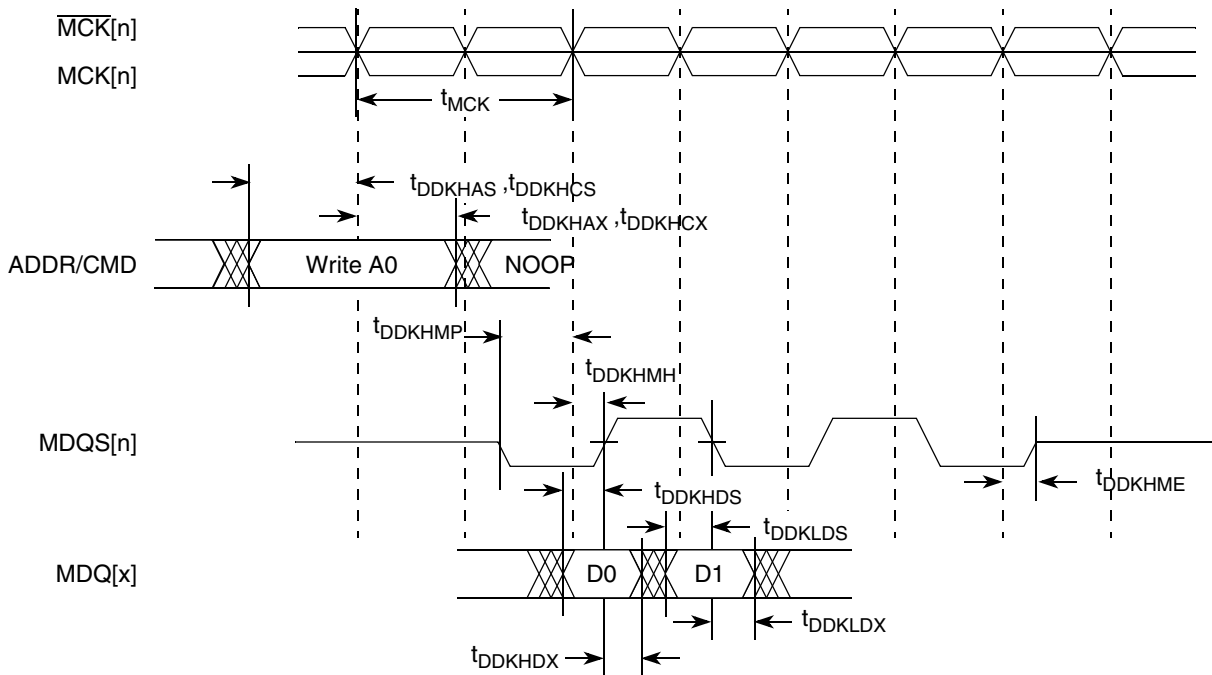 M̅C̅K̅[n]
MCK[n]
tMCK
tDDKHAS ,tDDKHCS
tDDKHAX ,tDDKHCX
ADDR/CMD
Write A0
NOOP
tDDKHMP
tDDKHMH
MDQS[n]
tDDKHME
tDDKHDS
tDDKLDS
MDQ[x]
D0
D1
tDDKLDX
tDDKHDX